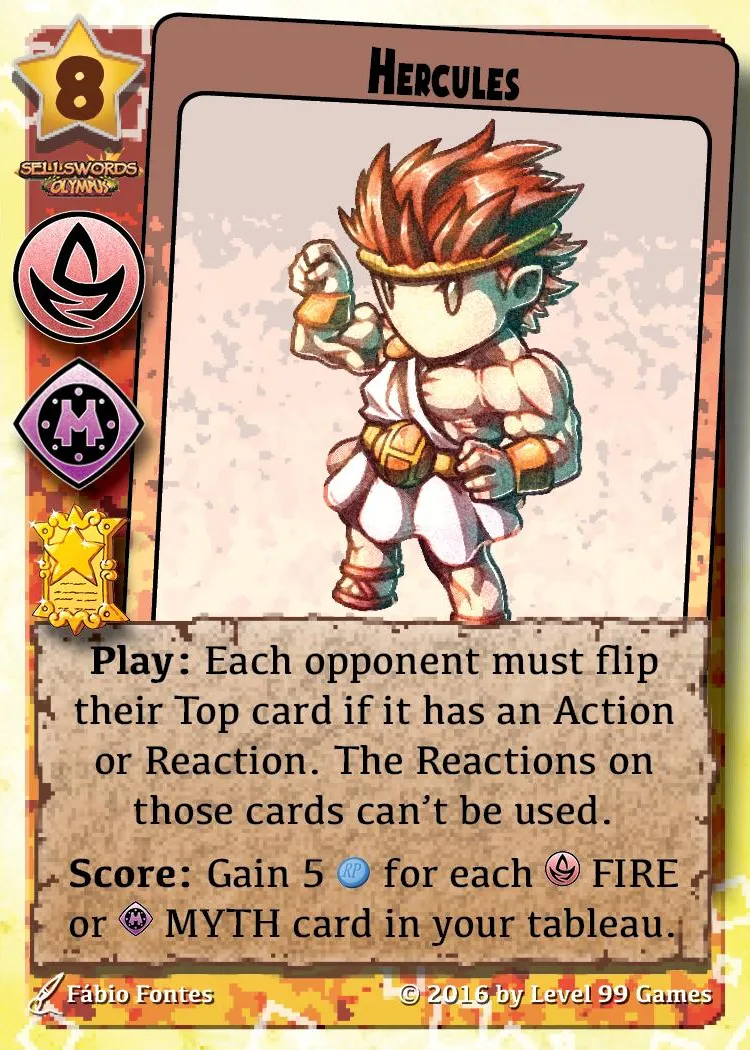 8
HERCULES
SELLSWORDS
OLYMPUS
M
Play: Each opponent must flip
their Top card if it has an Action
or Reaction. The Reactions on
those cards can't be used.
Score: Gain 5 RP for each FIRE
or M MYTH card in your tableau.
Fábio Fontes
© 2016 by Level 99 Games